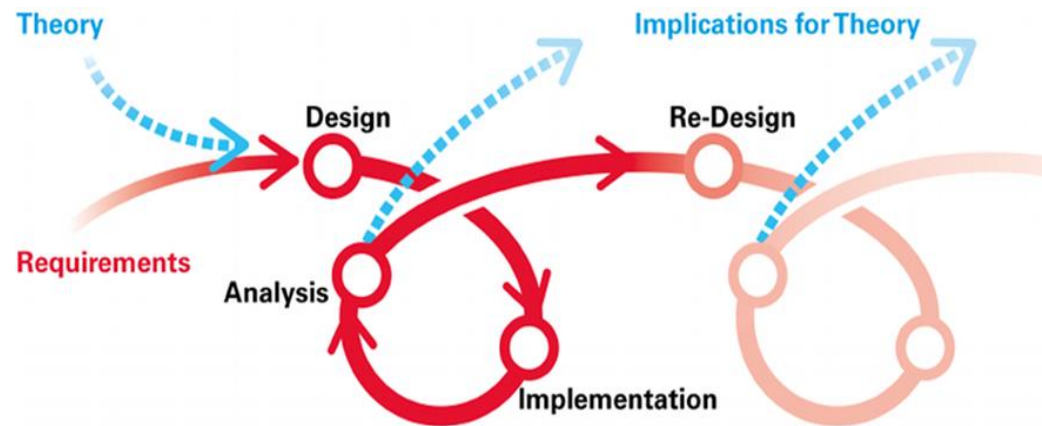 Theory
Implications for Theory
Design
Re-Design
Requirements
Analysis
Implementation